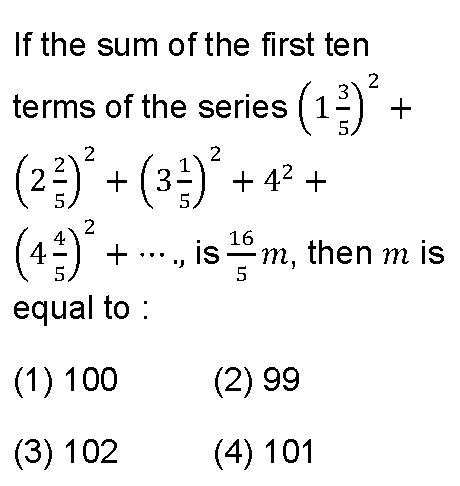 If the sum of the first ten
terms of the series (1 3/5)² +
(2 2/5)² + (3 1/5)² + 4² +
(4 4/5)² + ⋯., is 16/5 m, then m is
equal to :
(1) 100 (2) 99
(3) 102 (4) 101